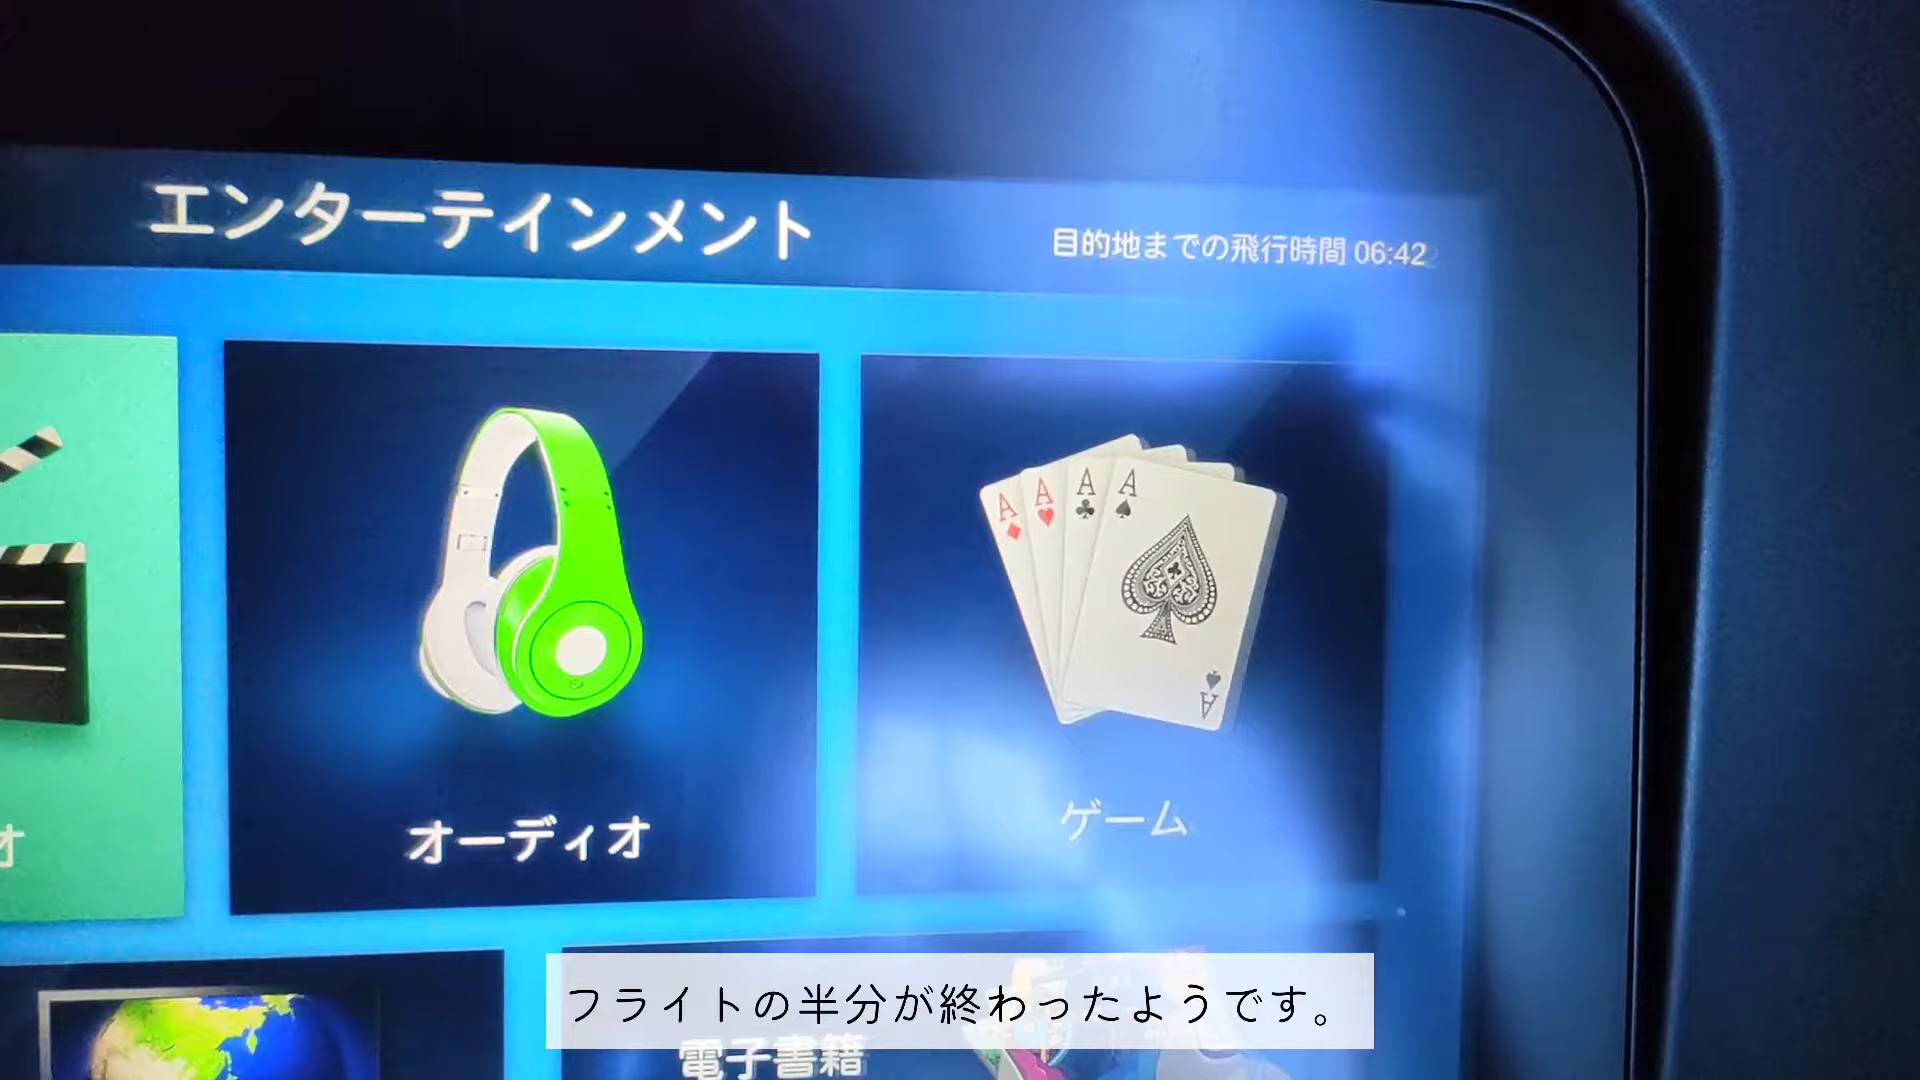 エンターテインメント
目的地までの飛行時間 06:42
A
A
A
A
A
オ
オーディオ
ゲーム
フライトの半分が終わったようです。
電子書籍